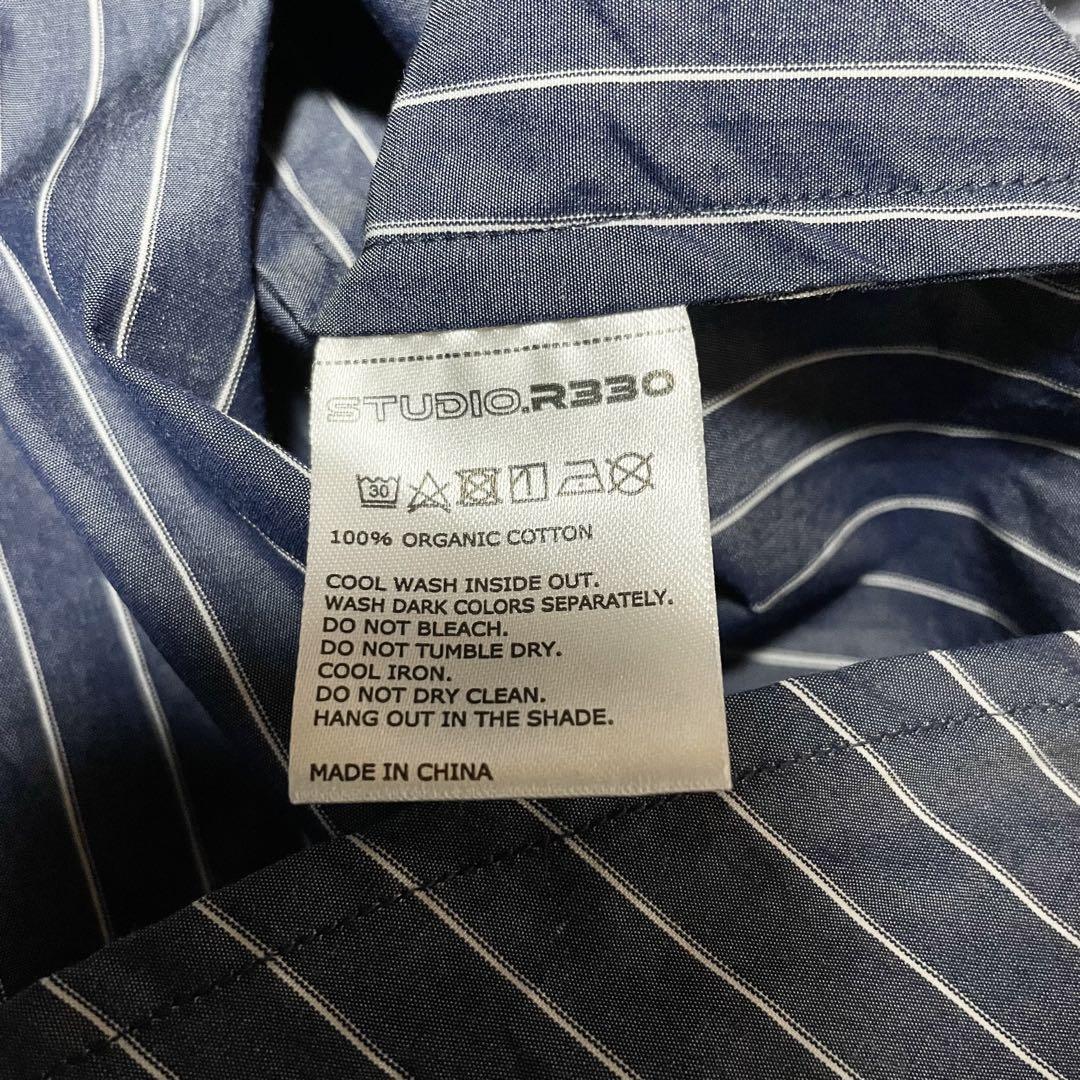 STUDIO.R330
30
100% ORGANIC COTTON
COOL WASH INSIDE OUT.
WASH DARK COLORS SEPARATELY.
DO NOT BLEACH.
DO NOT TUMBLE DRY.
COOL IRON.
DO NOT DRY CLEAN.
HANG OUT IN THE SHADE.
MADE IN CHINA